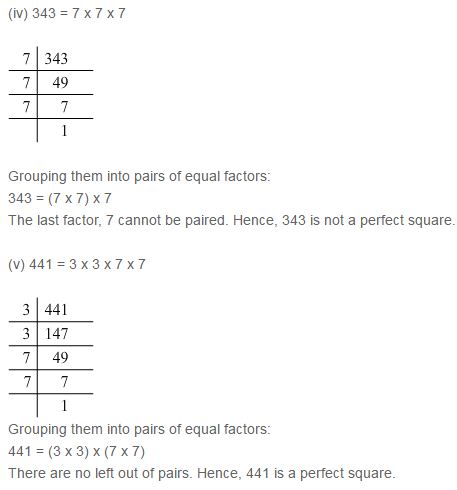 (iv) 343 = 7 x 7 x 7
7 343
7 49
7 7
1
Grouping them into pairs of equal factors:
343 = (7 x 7) x 7
The last factor, 7 cannot be paired. Hence, 343 is not a perfect square.
(v) 441 = 3 x 3 x 7 x 7
3 441
3 147
7 49
7 7
1
Grouping them into pairs of equal factors:
441 = (3 x 3) x (7 x 7)
There are no left out of pairs. Hence, 441 is a perfect square.